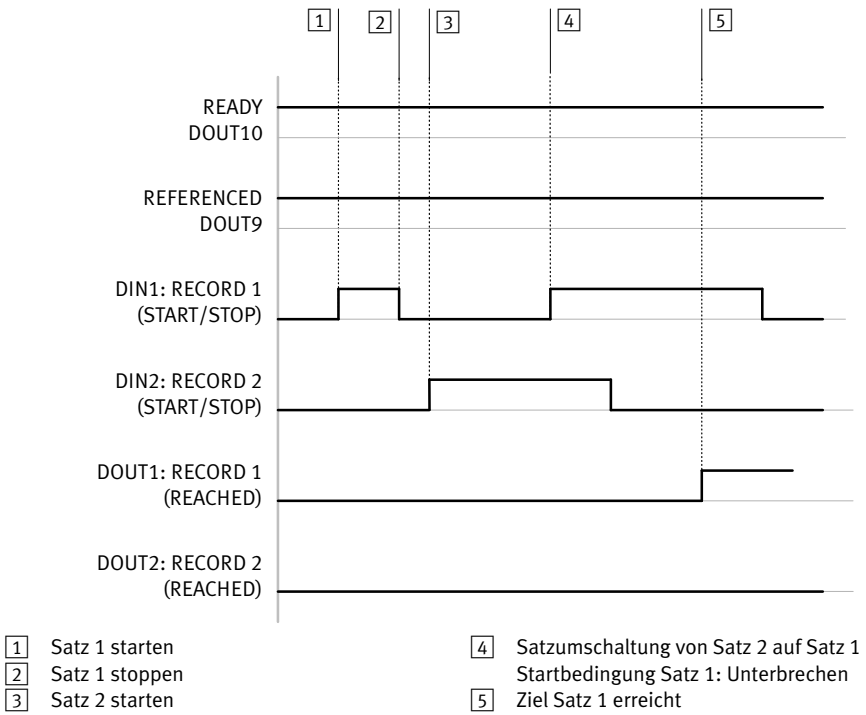 1 2 3 4 5
READY
DOUT10
REFERENCED
DOUT9
DIN1: RECORD 1
(START/STOP)
DIN2: RECORD 2
(START/STOP)
DOUT1: RECORD 1
(REACHED)
DOUT2: RECORD 2
(REACHED)
1 Satz 1 starten
2 Satz 1 stoppen
3 Satz 2 starten
4 Satzumschaltung von Satz 2 auf Satz 1
Startbedingung Satz 1: Unterbrechen
5 Ziel Satz 1 erreicht